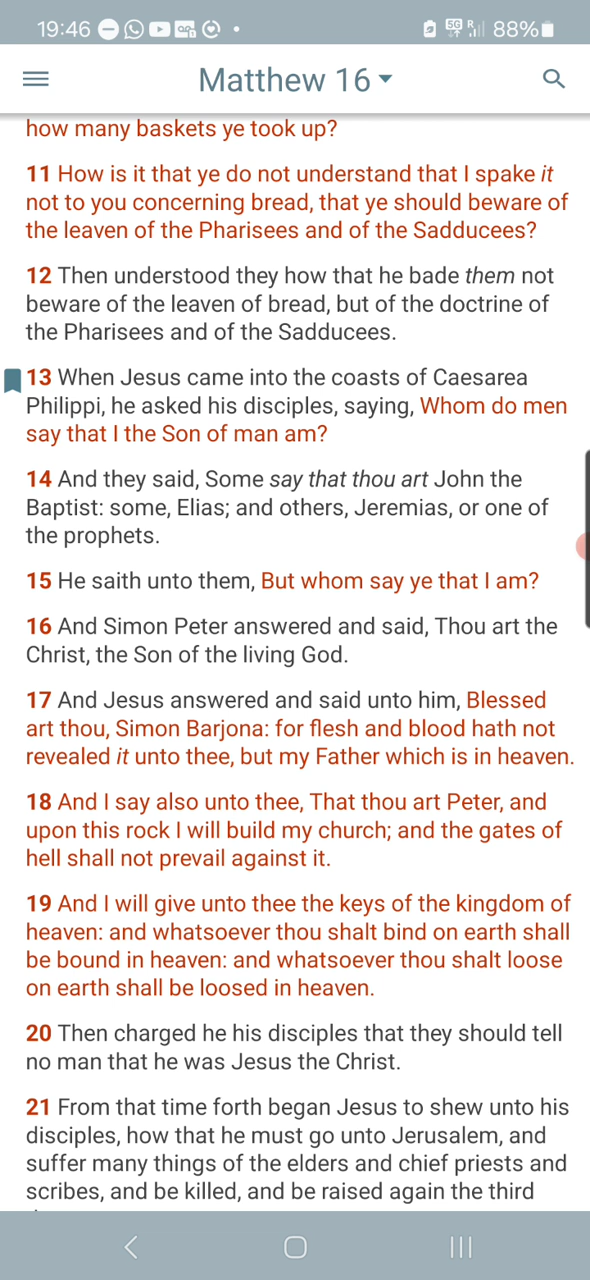 19:46
5G R 88%
Matthew 16
how many baskets ye took up?
11 How is it that ye do not understand that I spake it
not to you concerning bread, that ye should beware of
the leaven of the Pharisees and of the Sadducees?
12 Then understood they how that he bade them not
beware of the leaven of bread, but of the doctrine of
the Pharisees and of the Sadducees.
13 When Jesus came into the coasts of Caesarea
Philippi, he asked his disciples, saying, Whom do men
say that I the Son of man am?
14 And they said, Some say that thou art John the
Baptist: some, Elias; and others, Jeremias, or one of
the prophets.
15 He saith unto them, But whom say ye that I am?
16 And Simon Peter answered and said, Thou art the
Christ, the Son of the living God.
17 And Jesus answered and said unto him, Blessed
art thou, Simon Barjona: for flesh and blood hath not
revealed it unto thee, but my Father which is in heaven.
18 And I say also unto thee, That thou art Peter, and
upon this rock I will build my church; and the gates of
hell shall not prevail against it.
19 And I will give unto thee the keys of the kingdom of
heaven: and whatsoever thou shalt bind on earth shall
be bound in heaven: and whatsoever thou shalt loose
on earth shall be loosed in heaven.
20 Then charged he his disciples that they should tell
no man that he was Jesus the Christ.
21 From that time forth began Jesus to shew unto his
disciples, how that he must go unto Jerusalem, and
suffer many things of the elders and chief priests and
scribes, and be killed, and be raised again the third